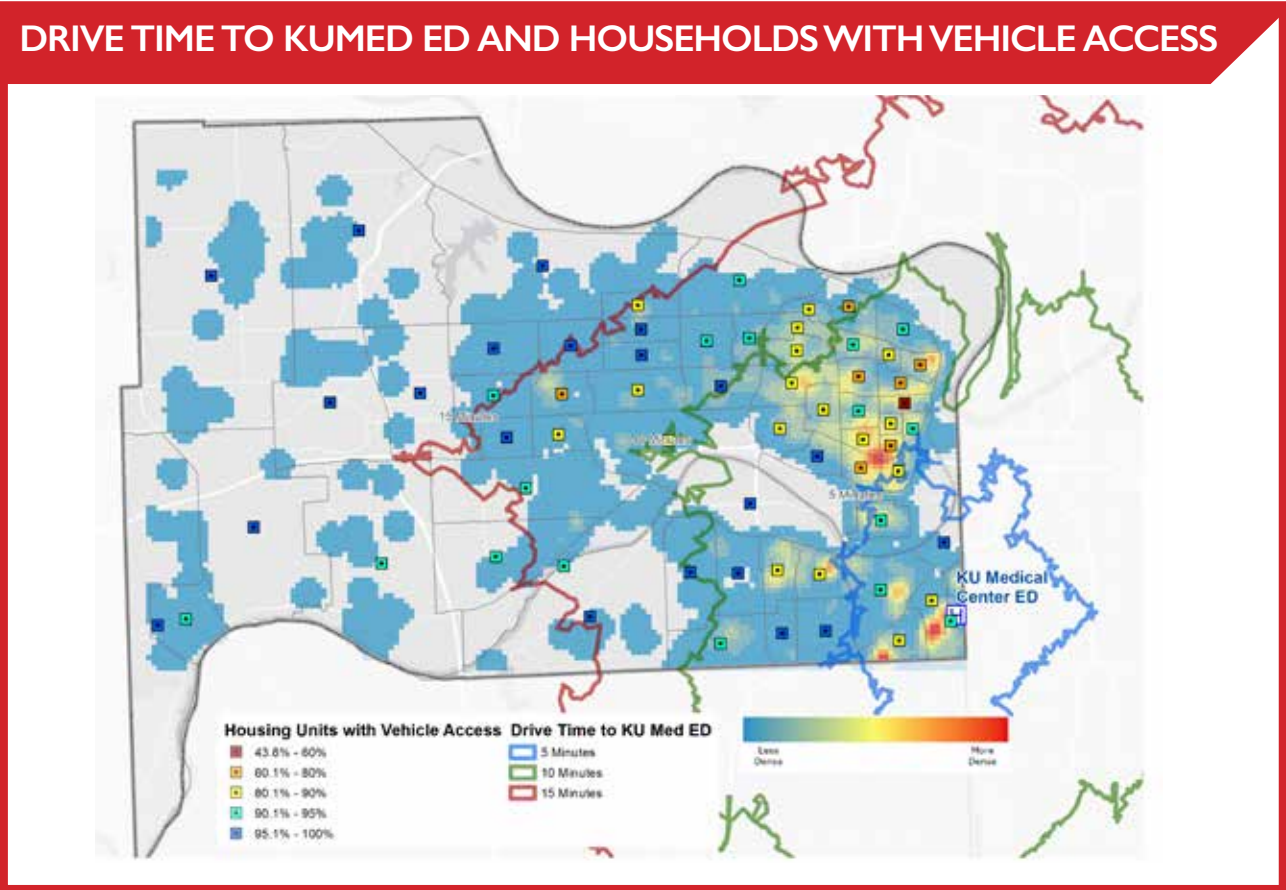 DRIVE TIME TO KUMED ED AND HOUSEHOLDS WITH VEHICLE ACCESS
15 Minutes
10 Minutes
5 Minutes
KU Medical
Center ED
H
Housing Units with Vehicle Access
43.8% - 60%
60.1% - 80%
80.1% - 90%
90.1% - 95%
95.1% - 100%
Drive Time to KU Med ED
5 Minutes
10 Minutes
15 Minutes
Less
Dense
More
Dense